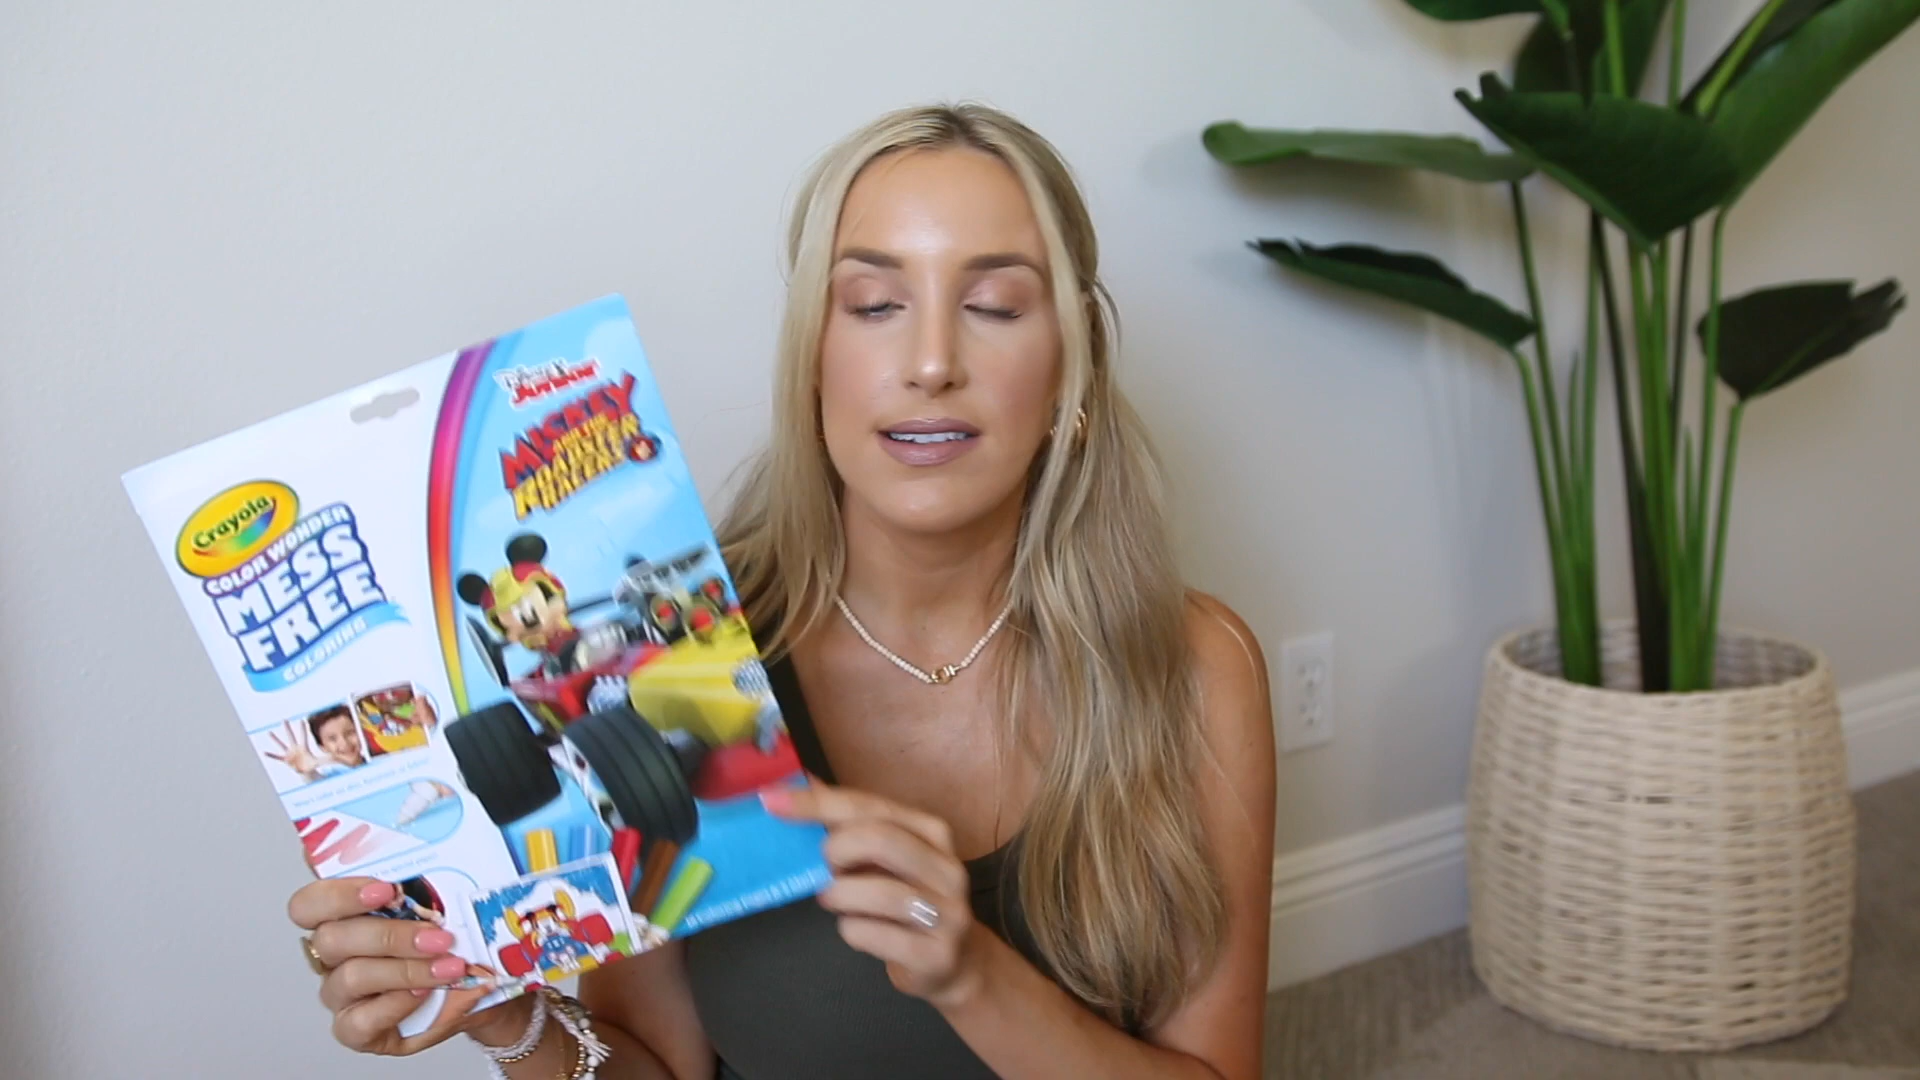 Crayola
COLOR WONDER
MESS
FREE
COLORING
Disney
JUNIOR
MICKEY
AND THE
ROADSTER
RACERS